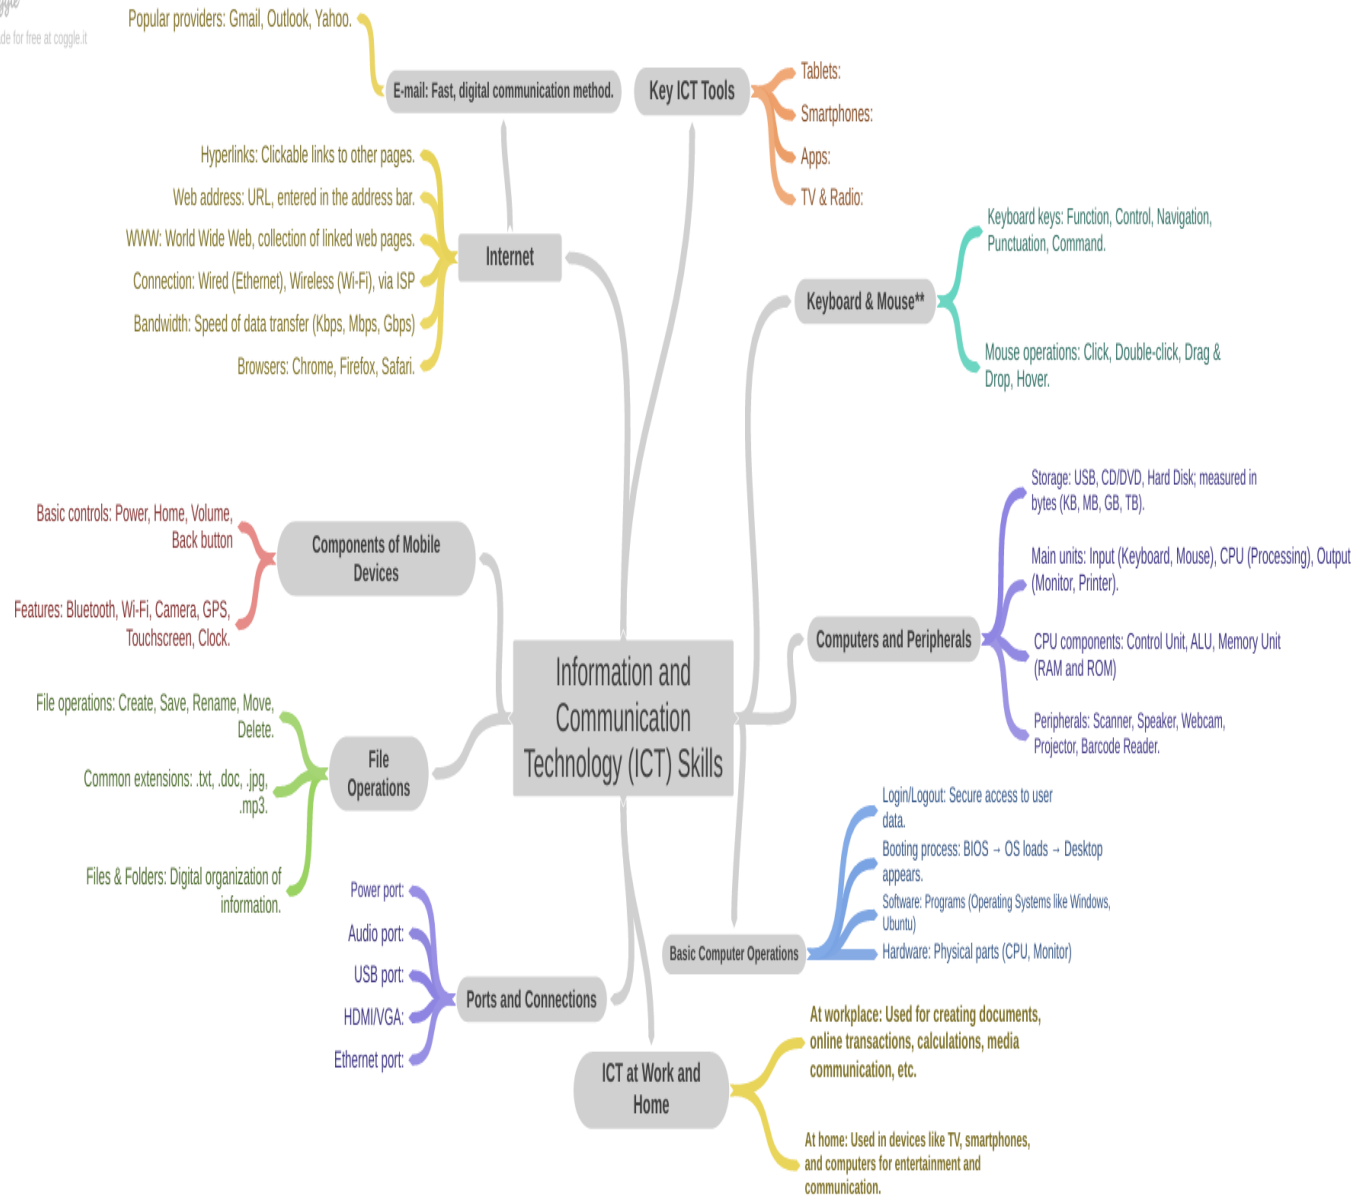 de for free at coggle.it
Popular providers: Gmail, Outlook, Yahoo.
E-mail: Fast, digital communication method.
Key ICT Tools
Tablets:
Smartphones:
Apps:
TV & Radio:
Hyperlinks: Clickable links to other pages.
Web address: URL, entered in the address bar.
WWW: World Wide Web, collection of linked web pages.
Connection: Wired (Ethernet), Wireless (Wi-Fi), via ISP
Bandwidth: Speed of data transfer (Kbps, Mbps, Gbps)
Browsers: Chrome, Firefox, Safari.
Internet
Keyboard & Mouse**
Keyboard keys: Function, Control, Navigation,
Punctuation, Command.
Mouse operations: Click, Double-click, Drag &
Drop, Hover.
Basic controls: Power, Home, Volume,
Back button
Features: Bluetooth, Wi-Fi, Camera, GPS,
Touchscreen, Clock.
Components of Mobile
Devices
Information and
Communication
Technology (ICT) Skills
Computers and Peripherals
Storage: USB, CD/DVD, Hard Disk; measured in
bytes (KB, MB, GB, TB).
Main units: Input (Keyboard, Mouse), CPU (Processing), Output
(Monitor, Printer).
CPU components: Control Unit, ALU, Memory Unit
(RAM and ROM)
Peripherals: Scanner, Speaker, Webcam,
Projector, Barcode Reader.
File operations: Create, Save, Rename, Move,
Delete.
Common extensions: .txt, .doc, .jpg,
.mp3.
Files & Folders: Digital organization of
information.
File
Operations
Login/Logout: Secure access to user
data.
Booting process: BIOS → OS loads → Desktop
appears.
Software: Programs (Operating Systems like Windows,
Ubuntu)
Hardware: Physical parts (CPU, Monitor)
Basic Computer Operations
Power port:
Audio port:
USB port:
HDMI/VGA:
Ethernet port:
Ports and Connections
ICT at Work and
Home
At workplace: Used for creating documents,
online transactions, calculations, media
communication, etc.
At home: Used in devices like TV, smartphones,
and computers for entertainment and
communication.